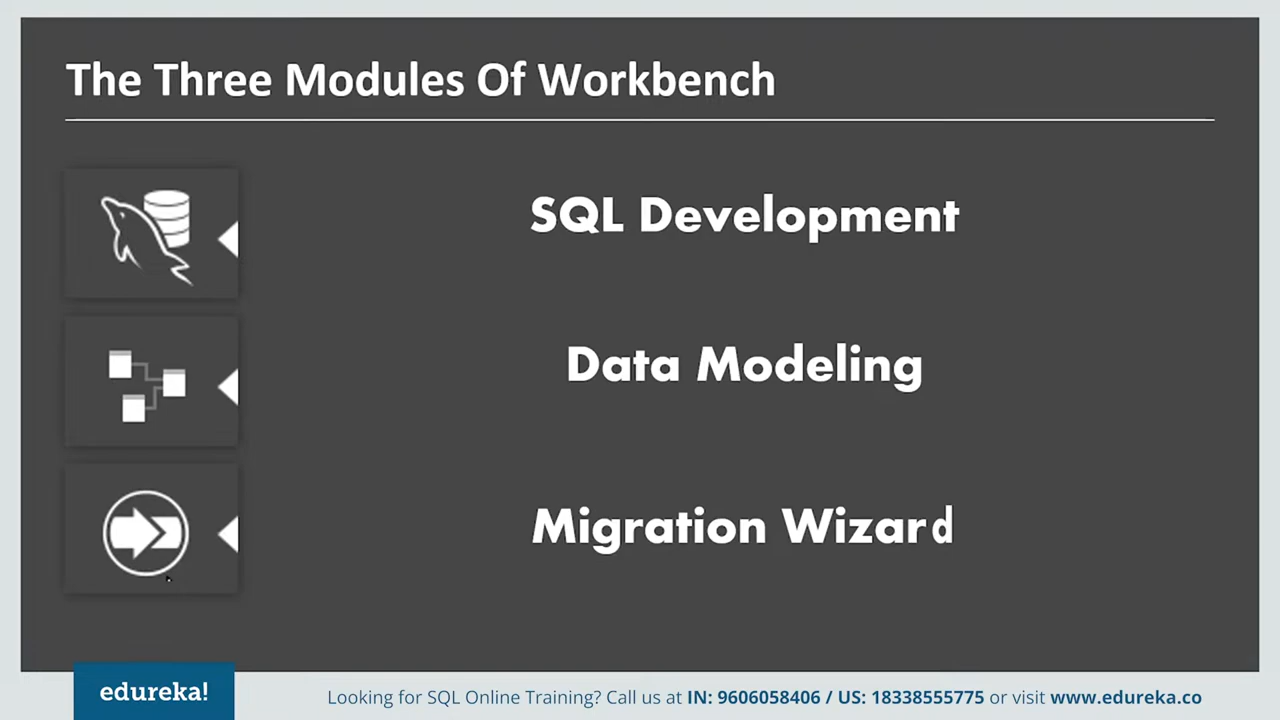 The Three Modules Of Workbench
SQL Development
Data Modeling
Migration Wizard
edureka!
Looking for SQL Online Training? Call us at IN: 9606058406 / US: 18338555775 or visit www.edureka.co